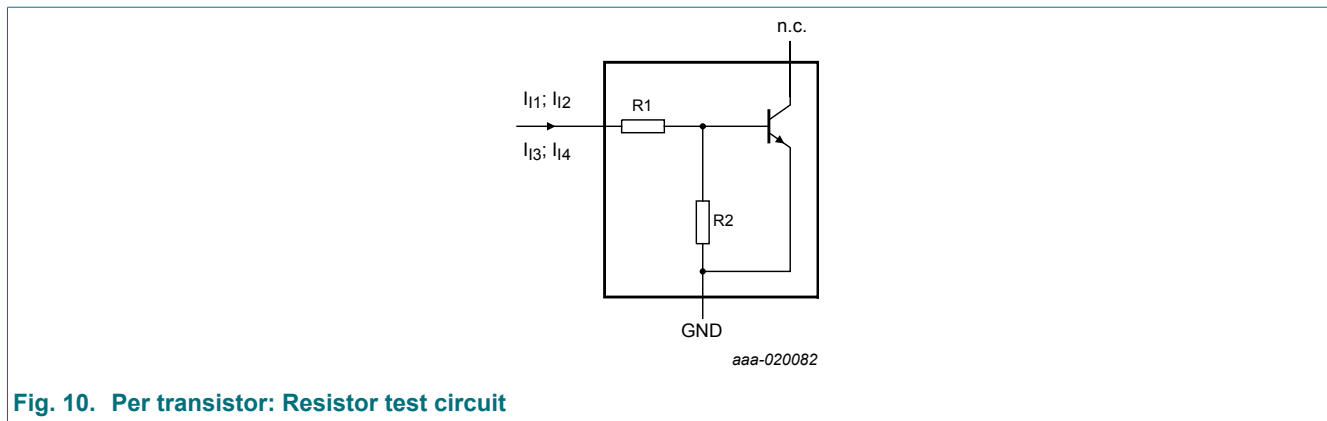 n.c.
I_I1; I_I2
R1
I_I3; I_I4
R2
GND
aaa-020082
Fig. 10. Per transistor: Resistor test circuit